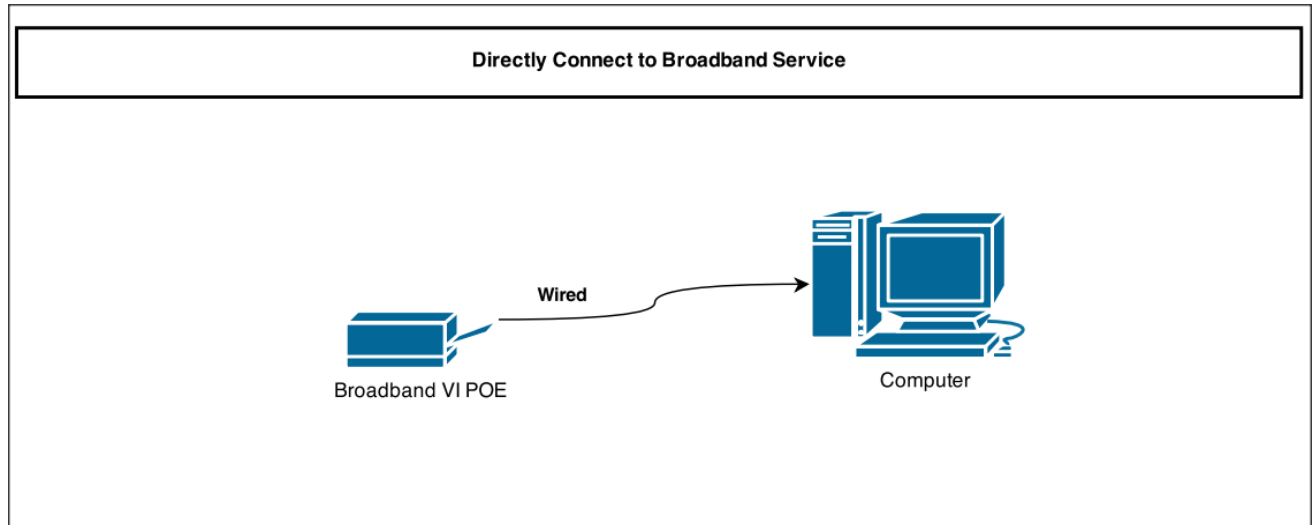 Directly Connect to Broadband Service
Wired
Broadband VI POE
Computer